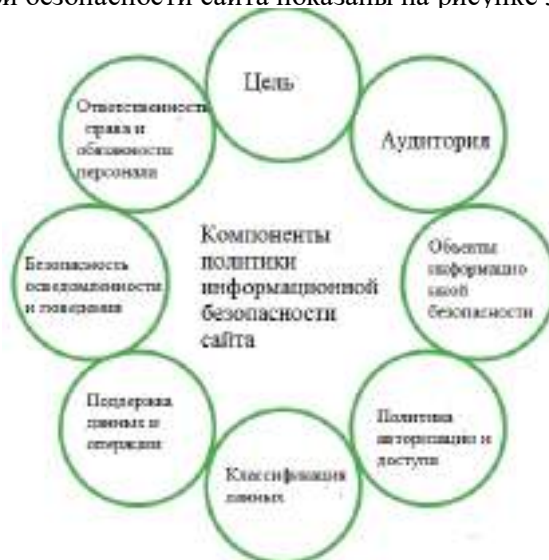 безопасности сайта показаны на рисунке
Цель
Аудитория
Объекты
информацио
нной
безопасности
Политика
авторизации и
доступа
Классификация
данных
Поддержка
данных и
операции
Безопасность
осведомленности
и поведения
Ответственность
права и
обязанности
персонала
Компоненты
политики
информационной
безопасности
сайта